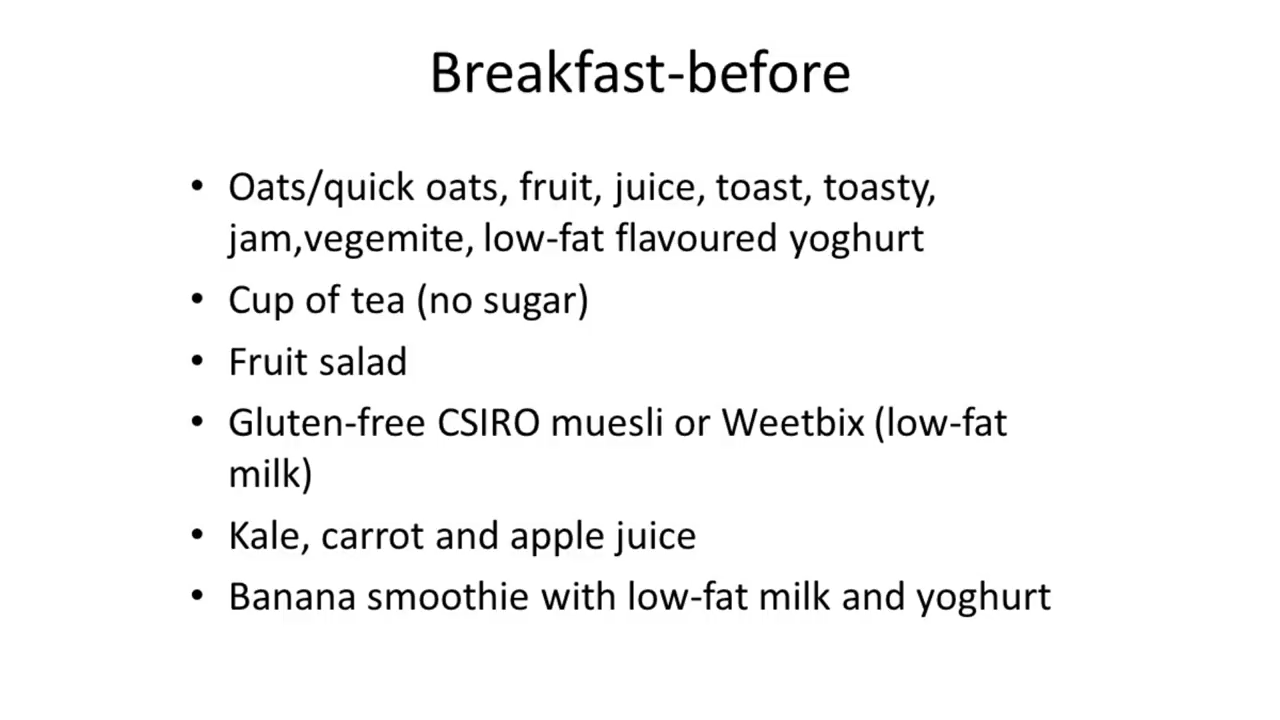 Breakfast-before
• Oats/quick oats, fruit, juice, toast, toasty,
jam,vegemite, low-fat flavoured yoghurt
• Cup of tea (no sugar)
• Fruit salad
• Gluten-free CSIRO muesli or Weetbix (low-fat
milk)
• Kale, carrot and apple juice
• Banana smoothie with low-fat milk and yoghurt